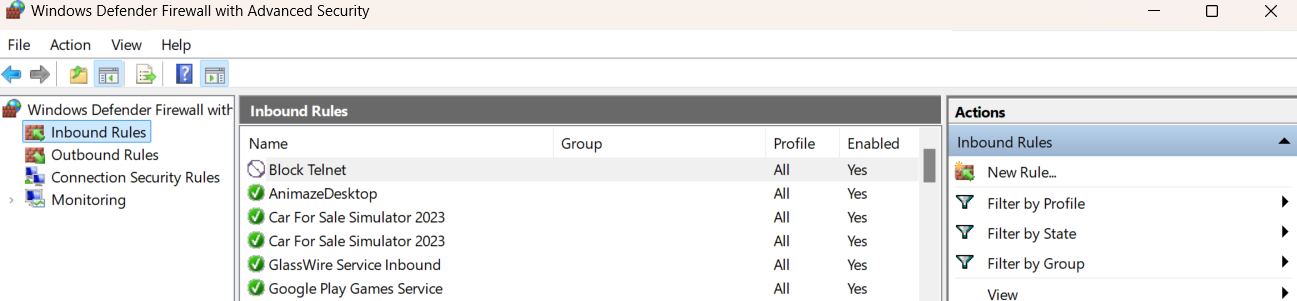 Windows Defender Firewall with Advanced Security
File Action View Help
Windows Defender Firewall with
Inbound Rules
Outbound Rules
Connection Security Rules
Monitoring
Inbound Rules
Name Group Profile Enabled
Block Telnet All Yes
AnimazeDesktop All Yes
Car For Sale Simulator 2023 All Yes
Car For Sale Simulator 2023 All Yes
GlassWire Service Inbound All Yes
Google Play Games Service All Yes
Actions
Inbound Rules
New Rule...
Filter by Profile
Filter by State
Filter by Group
View